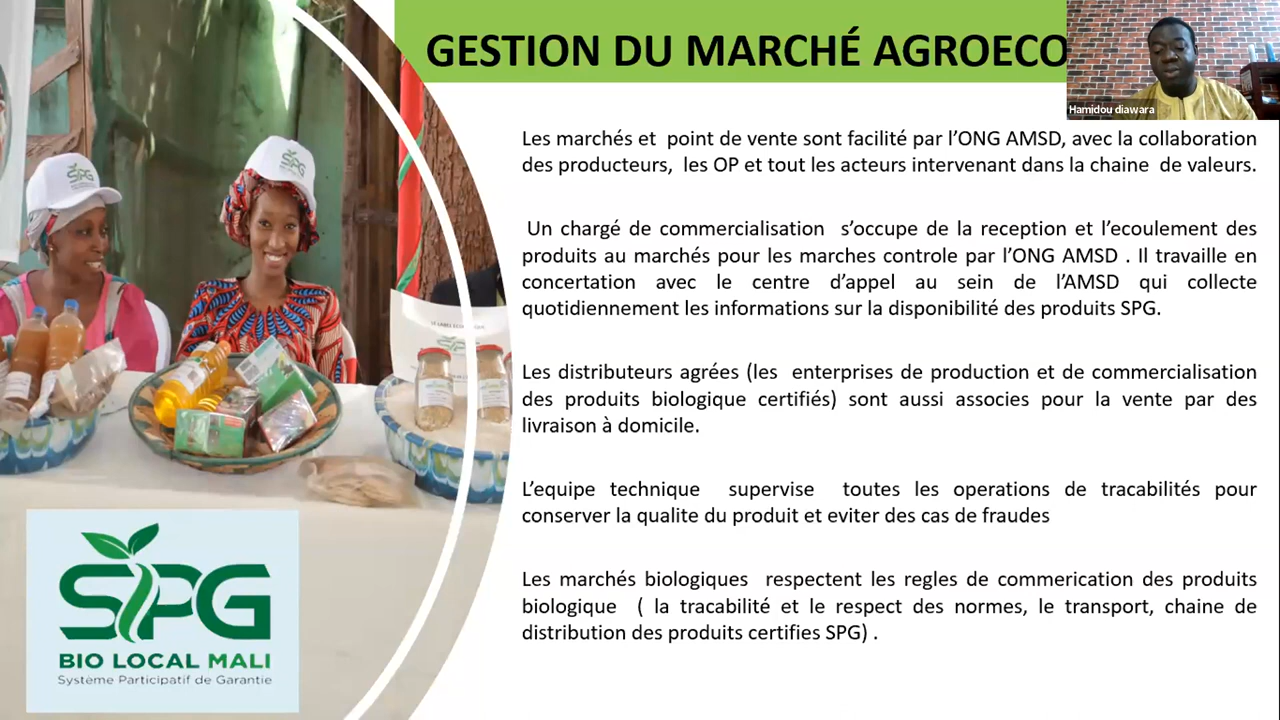 GESTION DU MARCHÉ AGROECO
Hamidou diawara
Les marchés et point de vente sont facilité par l'ONG AMSD, avec la collaboration
des producteurs, les OP et tout les acteurs intervenant dans la chaine de valeurs.
Un chargé de commercialisation s'occupe de la reception et l'ecoulement des
produits au marchés pour les marches controle par l'ONG AMSD . Il travaille en
concertation avec le centre d'appel au sein de l'AMSD qui collecte
quotidiennement les informations sur la disponibilité des produits SPG.
Les distributeurs agrées (les enterprises de production et de commercialisation
des produits biologique certifiés) sont aussi associes pour la vente par des
livraison à domicile.
L'equipe technique supervise toutes les operations de tracabilités pour
conserver la qualite du produit et eviter des cas de fraudes
Les marchés biologiques respectent les regles de commerication des produits
biologique ( la tracabilité et le respect des normes, le transport, chaine de
distribution des produits certifies SPG) .
SPG
SPG
SPG
BIO LOCAL MALI
Système Participatif de Garantie